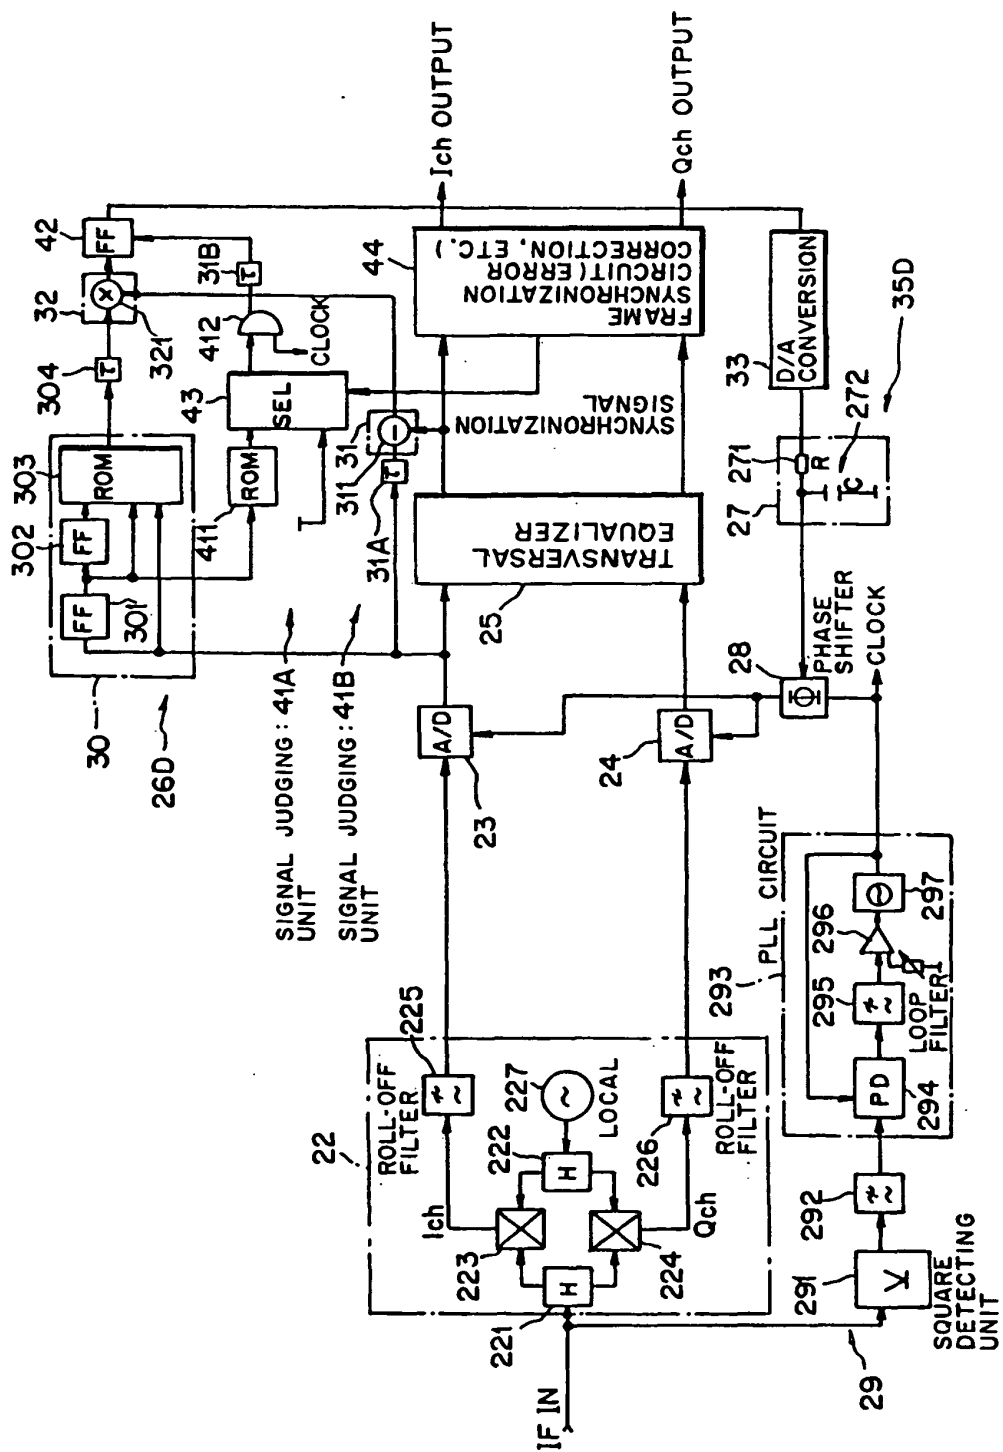 IF IN
29
221
H
22
Ich
223
224
Qch
222
H
227
LOCAL
ROLL-OFF
FILTER
225
226
ROLL-OFF
FILTER
291
SQUARE
DETECTING
UNIT
292
293
PLL CIRCUIT
PD
294
295
LOOP
FILTER
296
297
CLOCK
28
PHASE
SHIFTER
A/D
23
A/D
24
25
TRANSVERSAL
EQUALIZER
SIGNAL JUDGING : 41A
UNIT
SIGNAL JUDGING : 41B
UNIT
26D
30
FF
301
FF
302
ROM
303
304
τ
ROM
411
T
SEL
43
412
CLOCK
31B
τ
31A
τ
311
31
32
321
FF
42
SYNCHRONIZATION
SIGNAL
FRAME
SYNCHRONIZATION
CIRCUIT (ERROR
CORRECTION, ETC.)
44
Ich OUTPUT
Qch OUTPUT
27
271
R
272
C
33
D/A
CONVERSION
35D